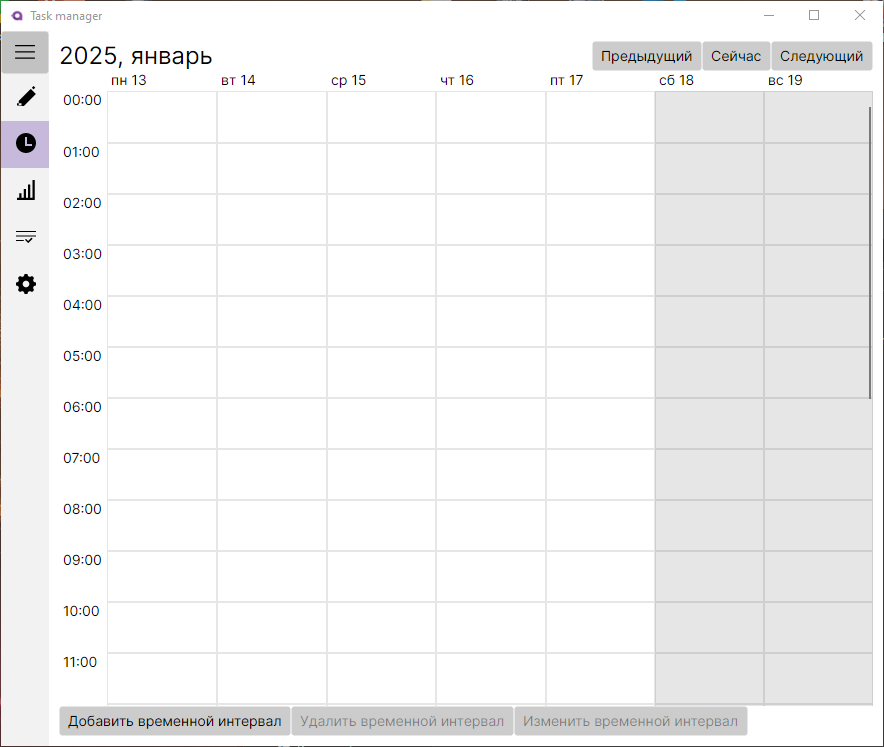 Task manager
2025, январь
Предыдущий Сейчас Следующий
пн 13 вт 14 ср 15 чт 16 пт 17 сб 18 вс 19
00:00
01:00
02:00
03:00
04:00
05:00
06:00
07:00
08:00
09:00
10:00
11:00
Добавить временной интервал Удалить временной интервал Изменить временной интервал